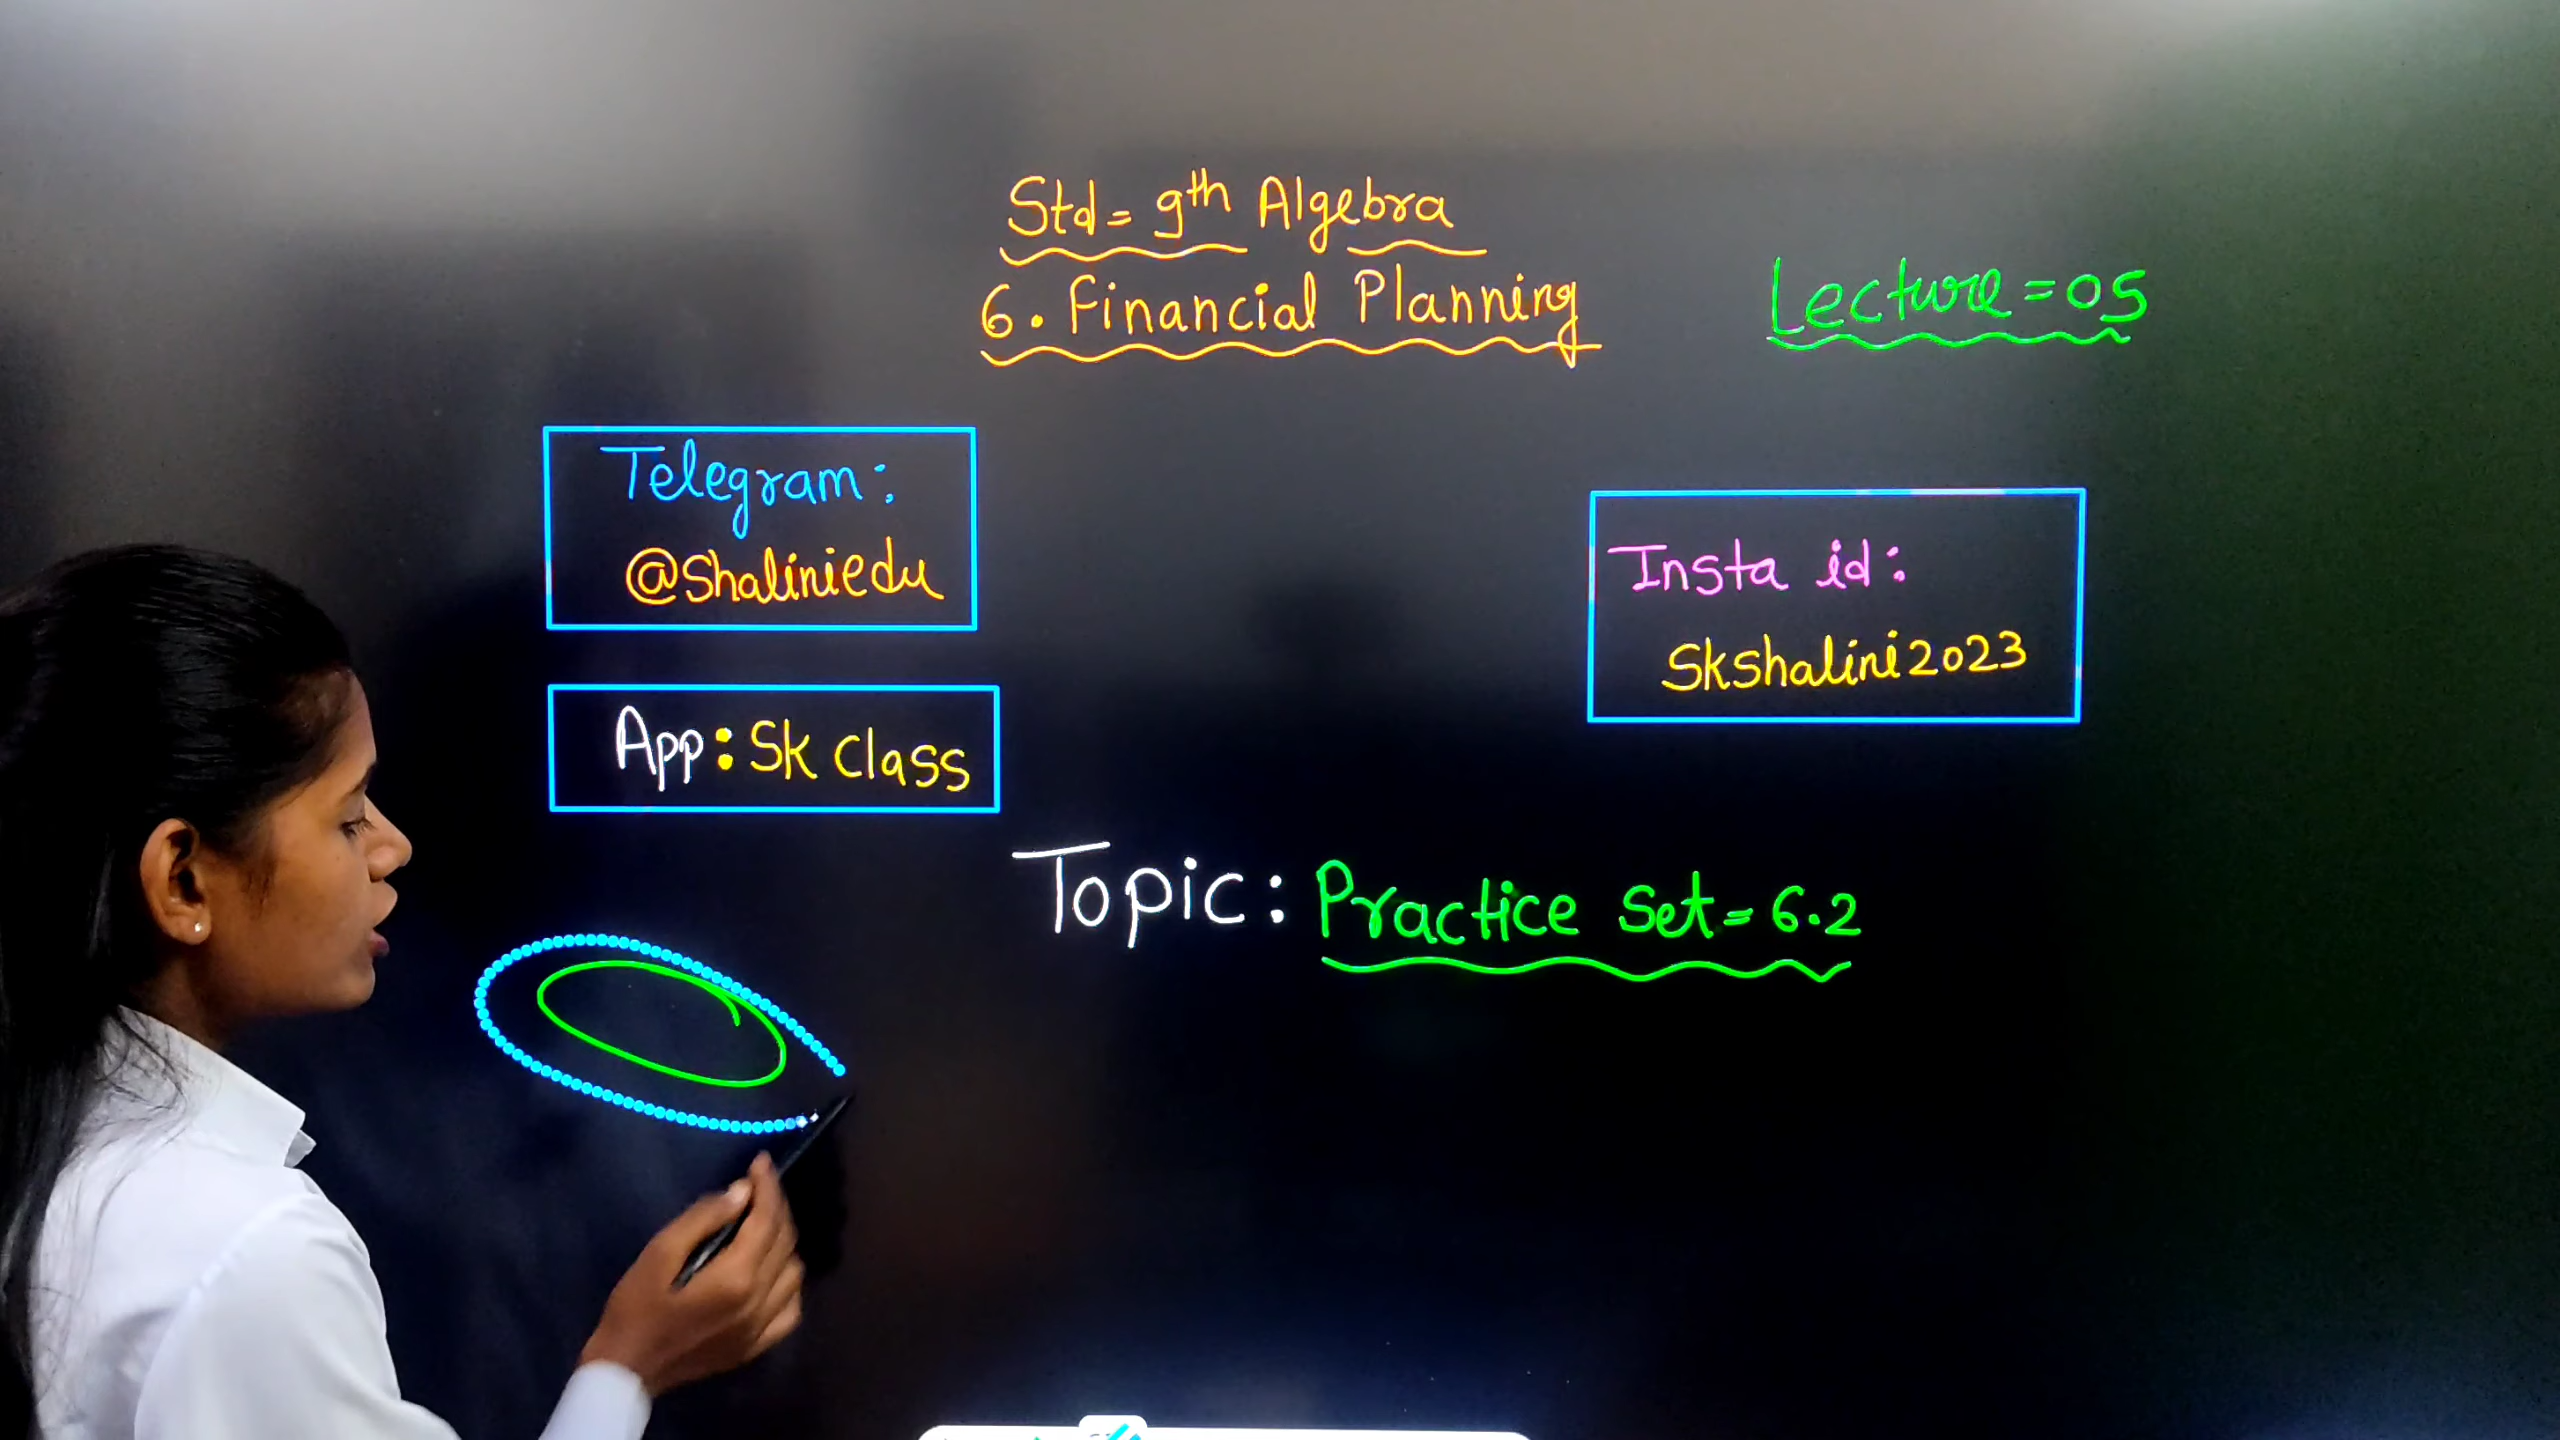 Std = 9th Algebra
6. Financial Planning
Lecture = 05
Telegram:
@Shaliniedu
Insta id:
SkShalini2023
App: Sk Class
Topic: Practice Set = 6.2